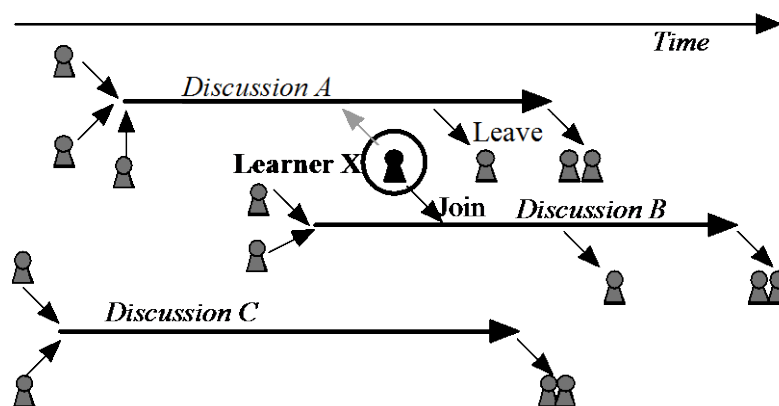 Time
Discussion A
Leave
Learner X
Join
Discussion B
Discussion C